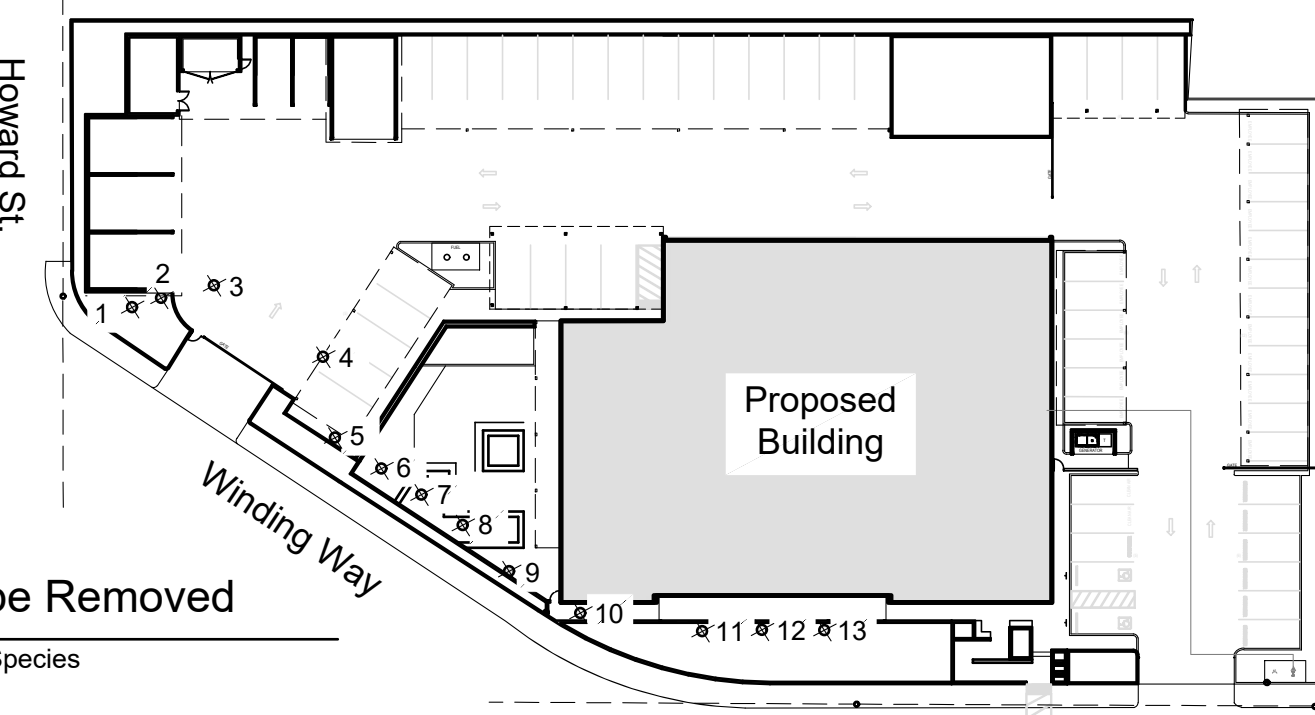 Howard St.
1
2
3
FUEL
4
5
6
7
8
9
10
11
12
13
Proposed
Building
GENERATOR
Winding Way
be Removed
Species